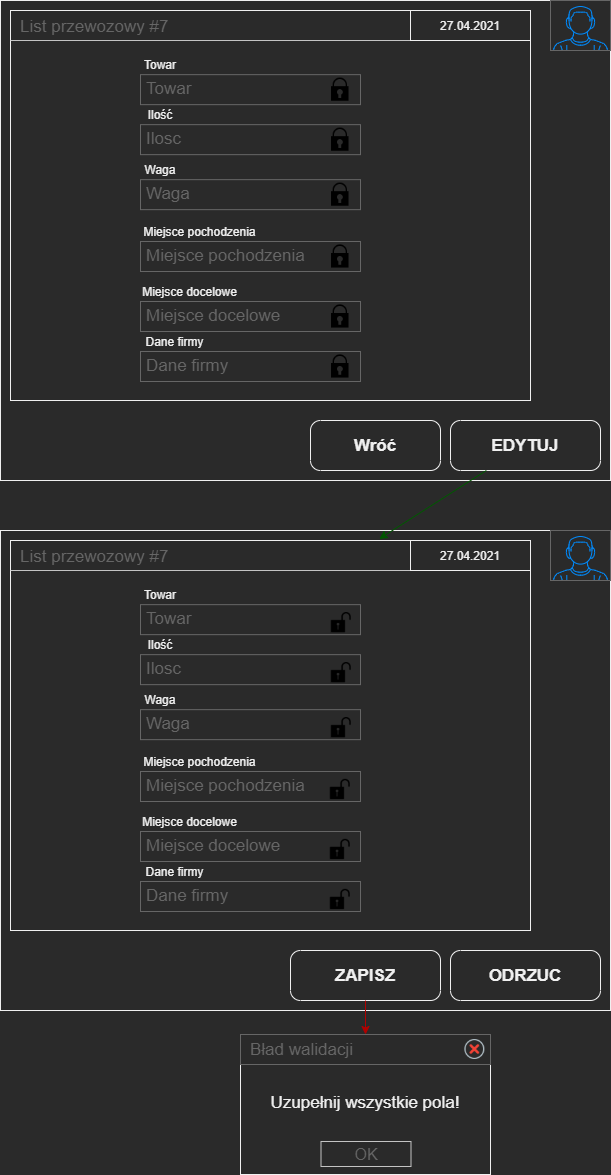 List przewozowy #7
27.04.2021
Towar
Towar
Ilość
Ilosc
Waga
Waga
Miejsce pochodzenia
Miejsce pochodzenia
Miejsce docelowe
Miejsce docelowe
Dane firmy
Dane firmy
Wróć
EDYTUJ
List przewozowy #7
27.04.2021
Towar
Towar
Ilość
Ilosc
Waga
Waga
Miejsce pochodzenia
Miejsce pochodzenia
Miejsce docelowe
Miejsce docelowe
Dane firmy
Dane firmy
ZAPISZ
ODRZUC
Bład walidacji
Uzupełnij wszystkie pola!
OK